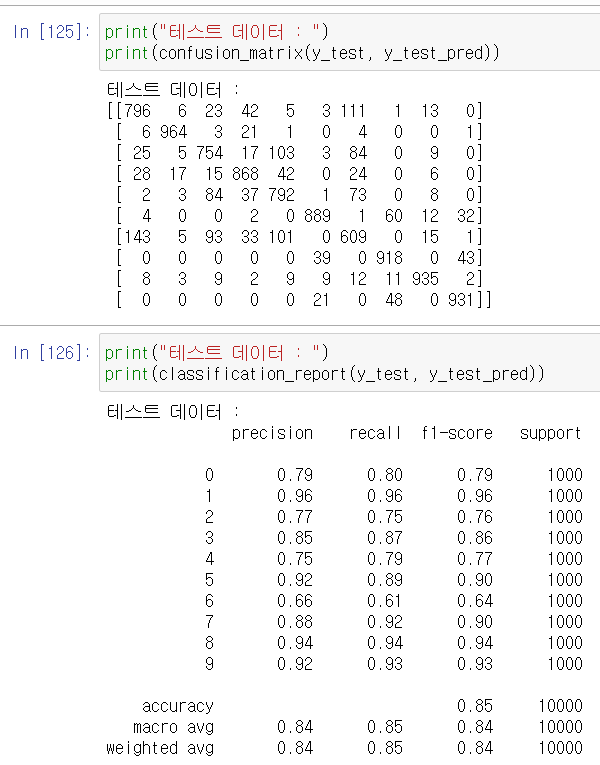 In [125]: print("테스트 데이터 : ")
print(confusion_matrix(y_test, y_test_pred))
테스트 데이터 :
[[796 6 23 42 5 3 111 1 13 0]
[ 6 964 3 21 1 0 4 0 0 1]
[ 25 5 754 17 103 3 84 0 9 0]
[ 28 17 15 868 42 0 24 0 6 0]
[ 2 3 84 37 792 1 73 0 8 0]
[ 4 0 0 2 0 889 1 60 12 32]
[143 5 93 33 101 0 609 0 15 1]
[ 0 0 0 0 0 39 0 918 0 43]
[ 8 3 9 2 9 9 12 11 935 2]
[ 0 0 0 0 0 21 0 48 0 931]]
In [126]: print("테스트 데이터 : ")
print(classification_report(y_test, y_test_pred))
테스트 데이터 :
precision recall f1-score support
0 0.79 0.80 0.79 1000
1 0.96 0.96 0.96 1000
2 0.77 0.75 0.76 1000
3 0.85 0.87 0.86 1000
4 0.75 0.79 0.77 1000
5 0.92 0.89 0.90 1000
6 0.66 0.61 0.64 1000
7 0.88 0.92 0.90 1000
8 0.94 0.94 0.94 1000
9 0.92 0.93 0.93 1000
accuracy 0.85 10000
macro avg 0.84 0.85 0.84 10000
weighted avg 0.84 0.85 0.84 10000